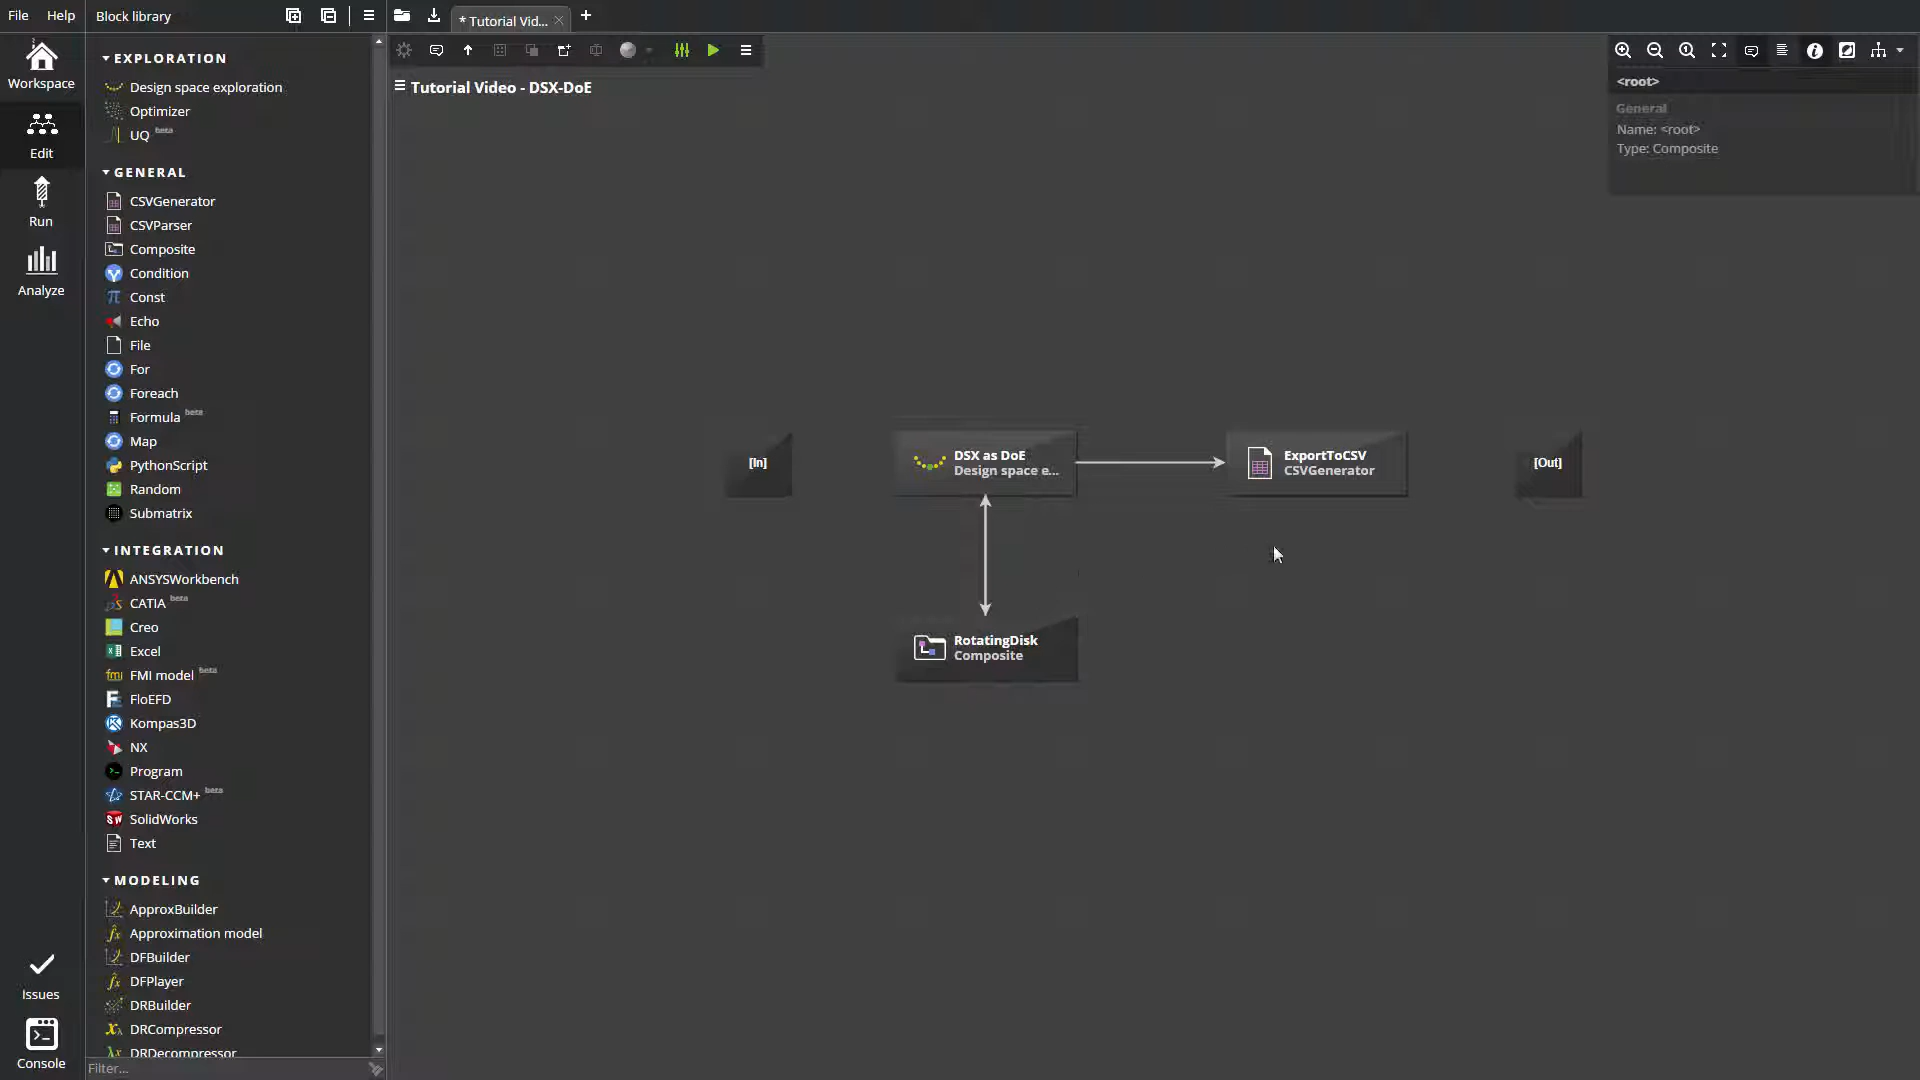 File
Help
Block library
* Tutorial Vid...
Workspace
Edit
Run
Analyze
Issues
Console
EXPLORATION
Design space exploration
Optimizer
UQ beta
GENERAL
CSVGenerator
CSVParser
Composite
Condition
Const
Echo
File
For
Foreach
Formula beta
Map
PythonScript
Random
Submatrix
INTEGRATION
ANSYSWorkbench
CATIA beta
Creo
Excel
FMI model beta
FloEFD
Kompas3D
NX
Program
STAR-CCM+ beta
SolidWorks
Text
MODELING
ApproxBuilder
Approximation model
DFBuilder
DFPlayer
DRBuilder
DRCompressor
DRDecompressor
Filter...
Tutorial Video - DSX-DoE
[In]
DSX as DoE
Design space e...
ExportToCSV
CSVGenerator
[Out]
RotatingDisk
Composite
<root>
General
Name: <root>
Type: Composite